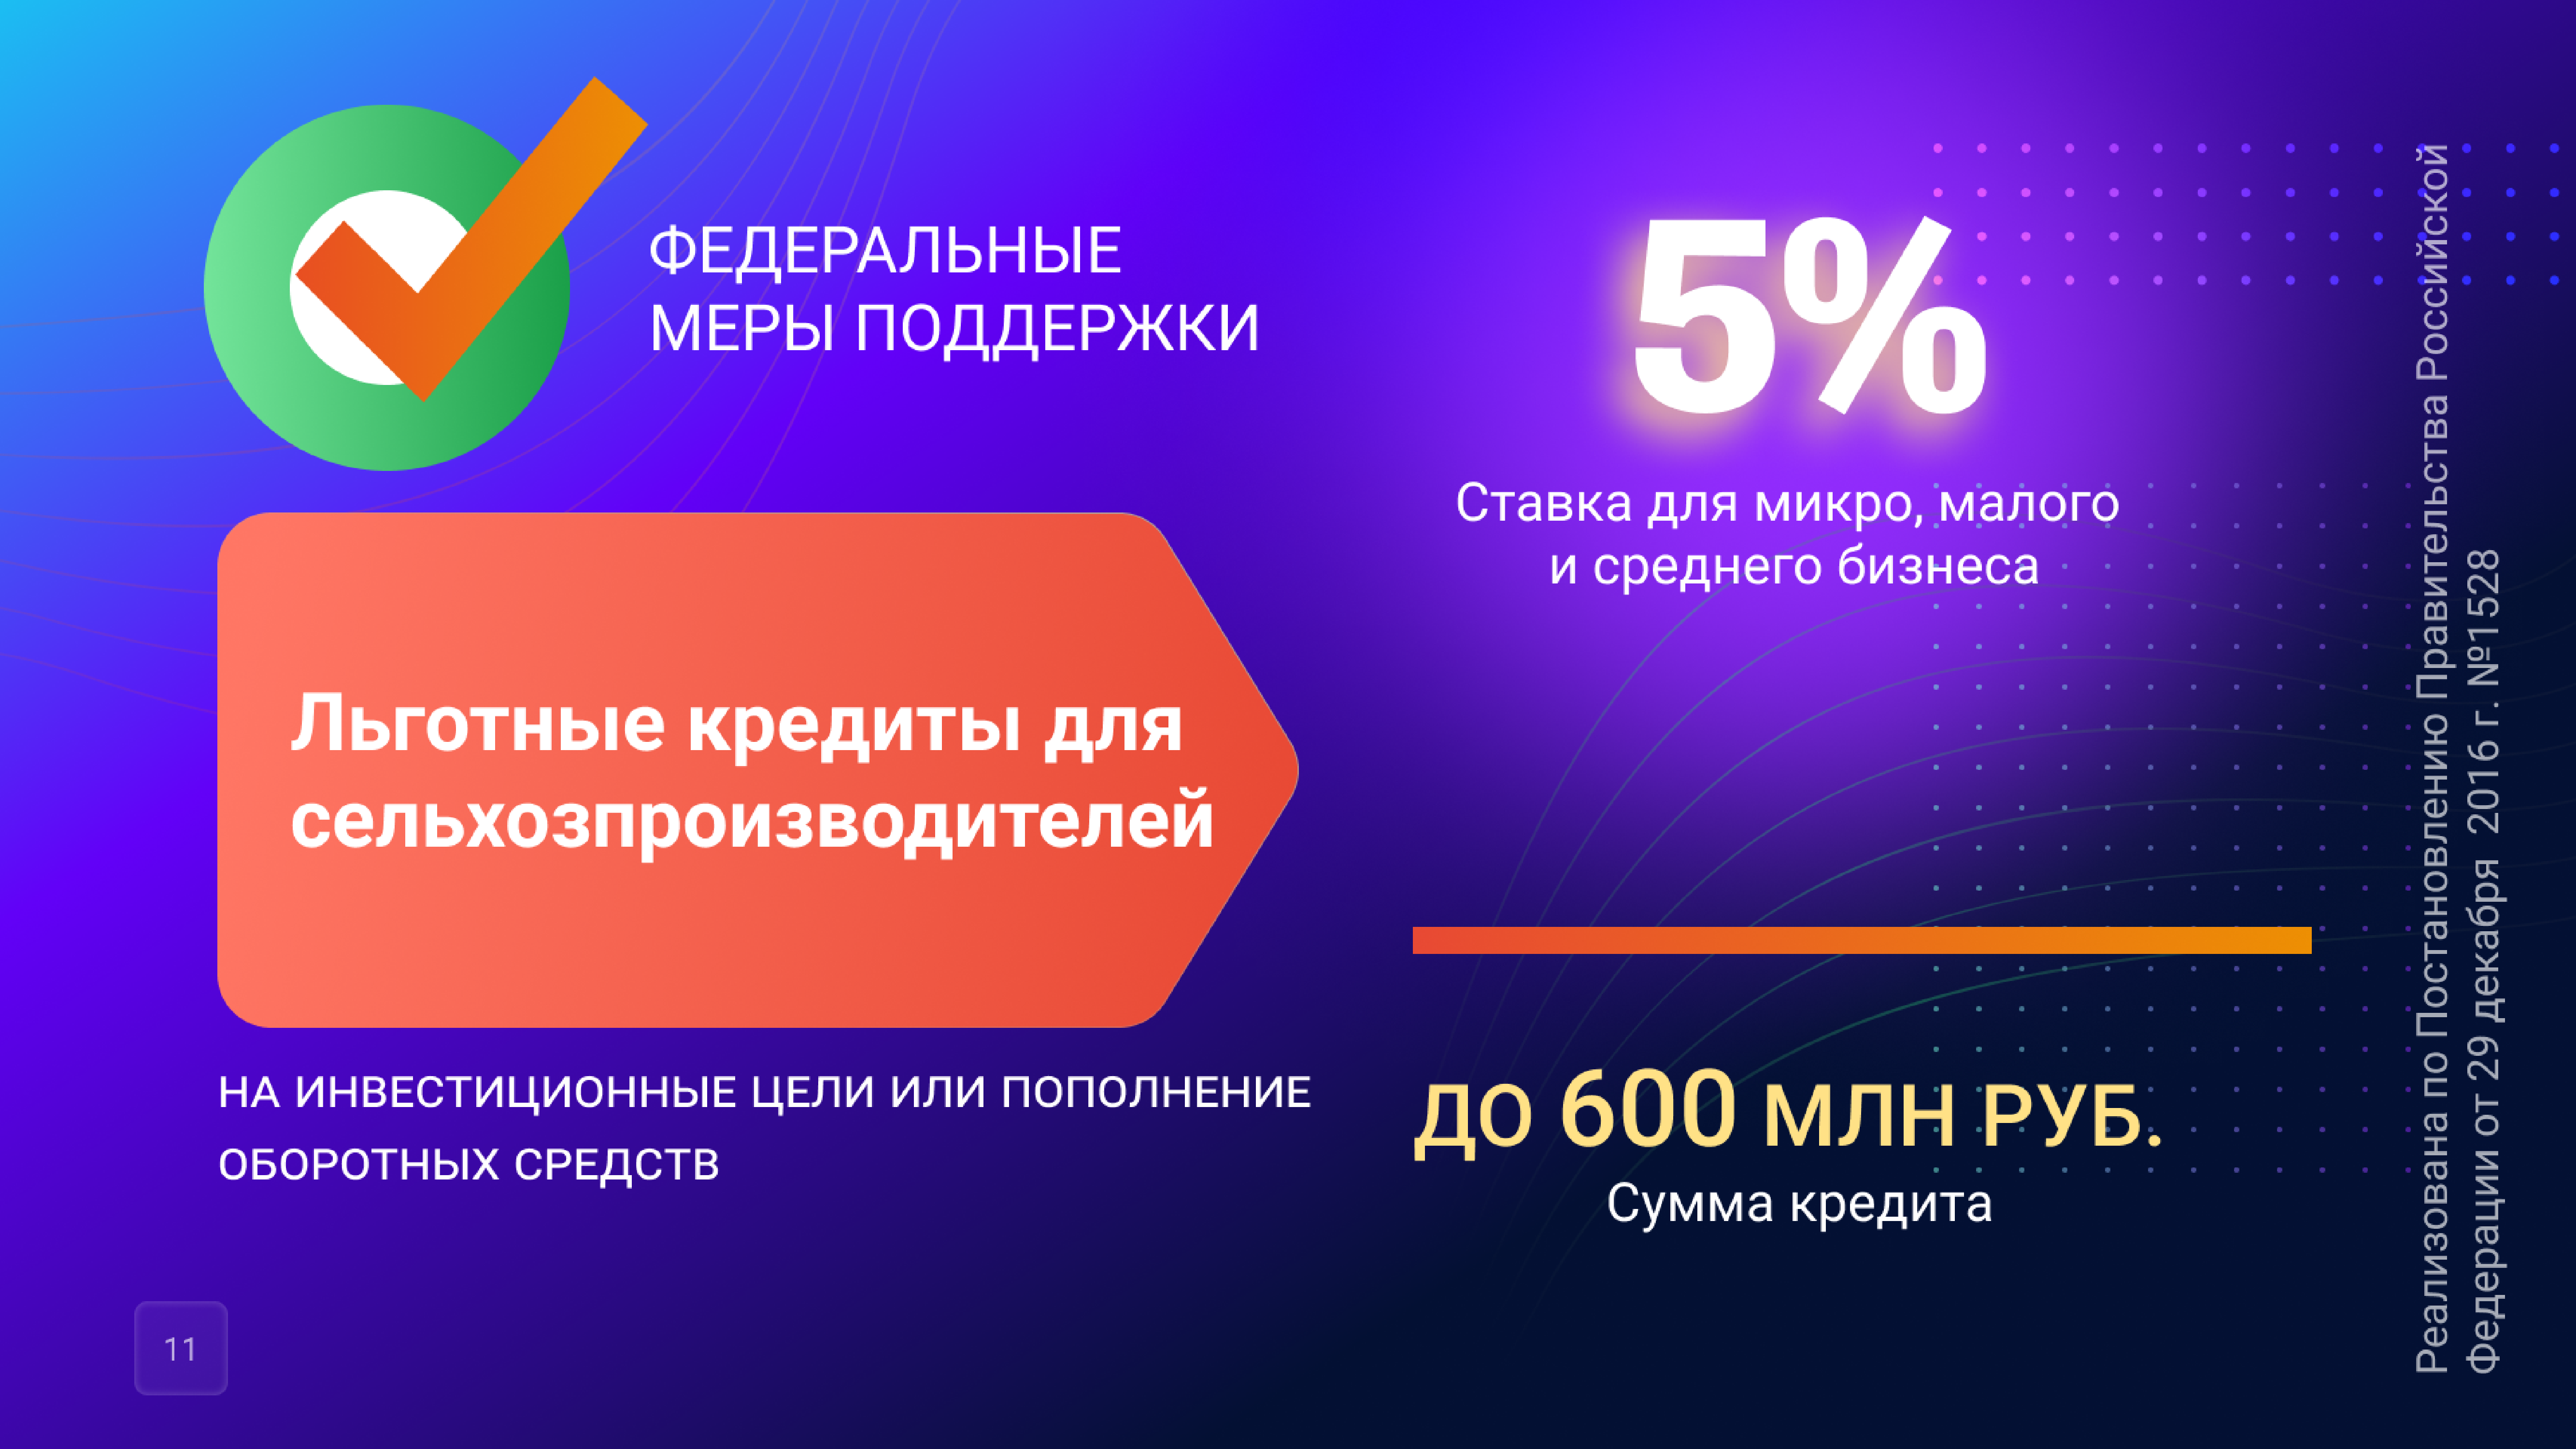 ФЕДЕРАЛЬНЫЕ
МЕРЫ ПОДДЕРЖКИ
Льготные кредиты для
сельхозпроизводителей
НА ИНВЕСТИЦИОННЫЕ ЦЕЛИ ИЛИ ПОПОЛНЕНИЕ
ОБОРОТНЫХ СРЕДСТВ
5%
Ставка для микро, малого
и среднего бизнеса
ДО 600 МЛН РУБ.
Сумма кредита
Реализована по Постановлению Правительства Российской
Федерации от 29 декабря 2016 г. №1528
11